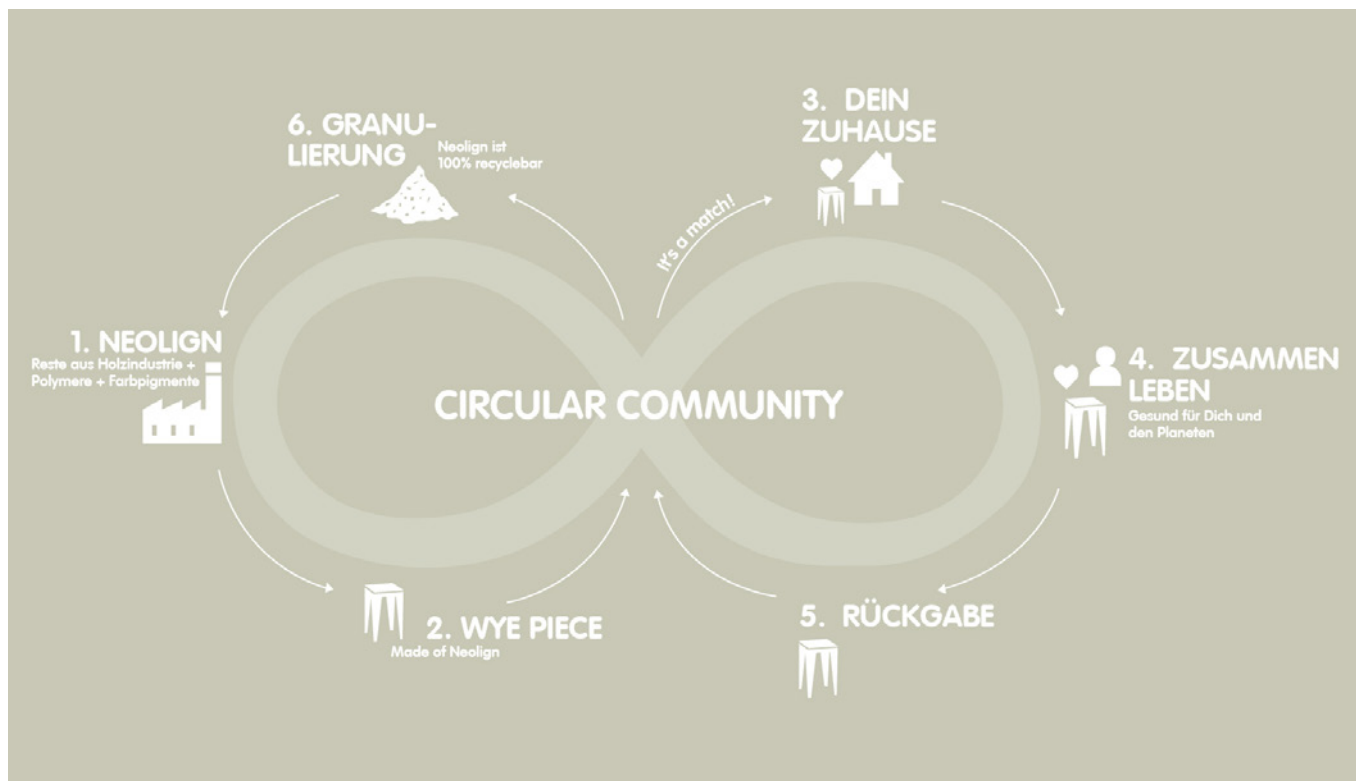 6. GRANU-
LIERUNG
Neolign ist
100% recyclebar
3. DEIN
ZUHAUSE
It's a match!
1. NEOLIGN
Reste aus Holzindustrie +
Polymere + Farbpigmente
CIRCULAR COMMUNITY
4. ZUSAMMEN
LEBEN
Gesund für Dich und
den Planeten
2. WYE PIECE
Made of Neolign
5. RÜCKGABE